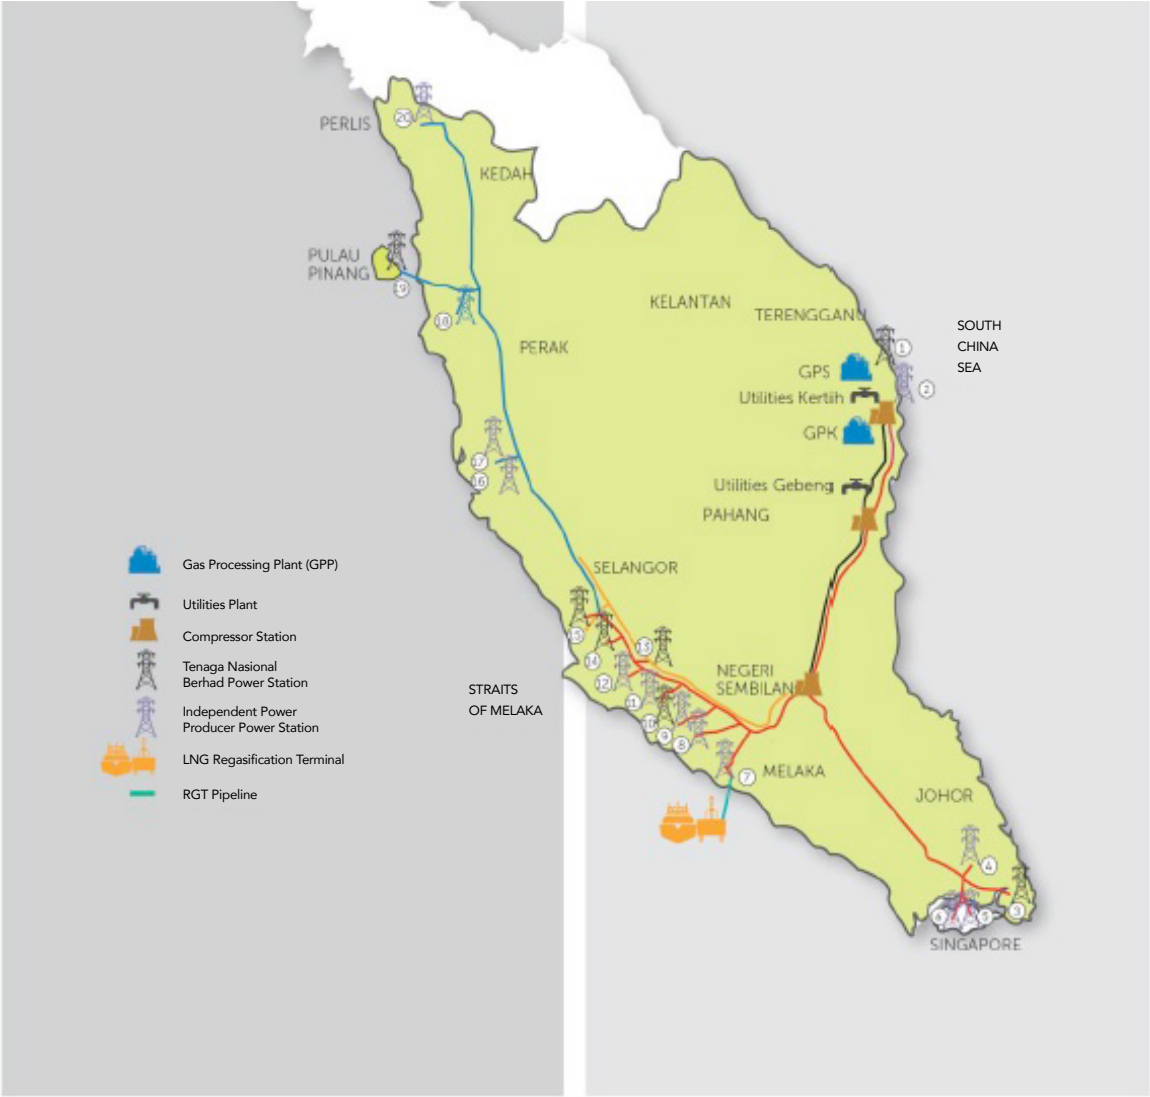 20
PERLIS
KEDAH
PULAU
PINANG
19
18
PERAK
KELANTAN
TERENGGANU
SOUTH
CHINA
SEA
1
GPS
2
Utilities Kertih
GPK
17
16
Utilities Gebeng
PAHANG
SELANGOR
Gas Processing Plant (GPP)
Utilities Plant
Compressor Station
Tenaga Nasional
Berhad Power Station
Independent Power
Producer Power Station
LNG Regasification Terminal
RGT Pipeline
STRAITS
OF MELAKA
15
13
14
12
11
10
9
8
NEGERI
SEMBILAN
7
MELAKA
JOHOR
4
6
5
3
SINGAPORE